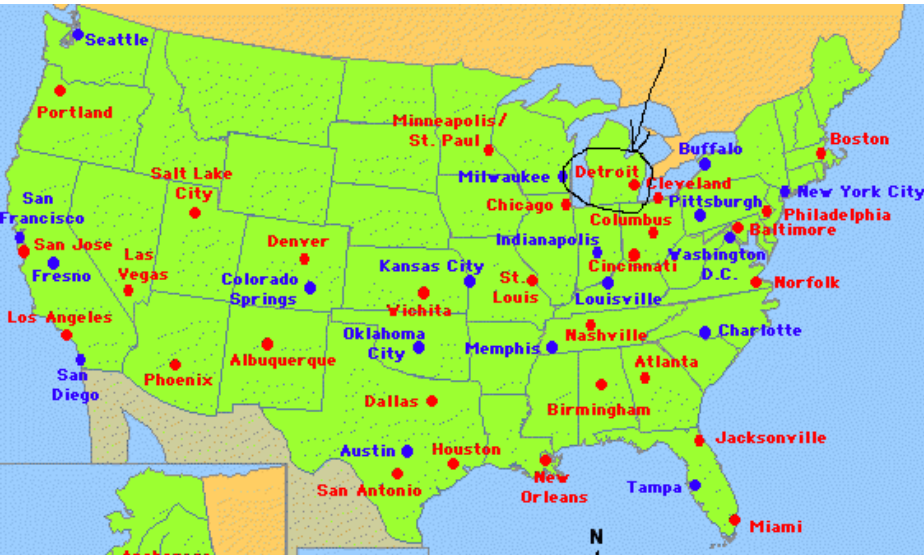 Seattle
Portland
Minneapolis/
St. Paul
Boston
Buffalo
Milwaukee
Detroit
Cleveland
Salt Lake
City
New York City
Pittsburgh
San
Francisco
Chicago
Philadelphia
Columbus
Baltimore
San José
Denver
Indianapolis
Washington
D.C.
Las
Vegas
Fresno
Kansas City
Cincinnati
Colorado
Springs
St.
Louis
Norfolk
Louisville
Wichita
Los Angeles
Nashville
Charlotte
Oklahoma
City
Memphis
Albuquerque
Atlanta
San
Diego
Phoenix
Dallas
Birmingham
Jacksonville
Austin
Houston
New
Orleans
San Antonio
Tampa
Miami
N
Anchorage